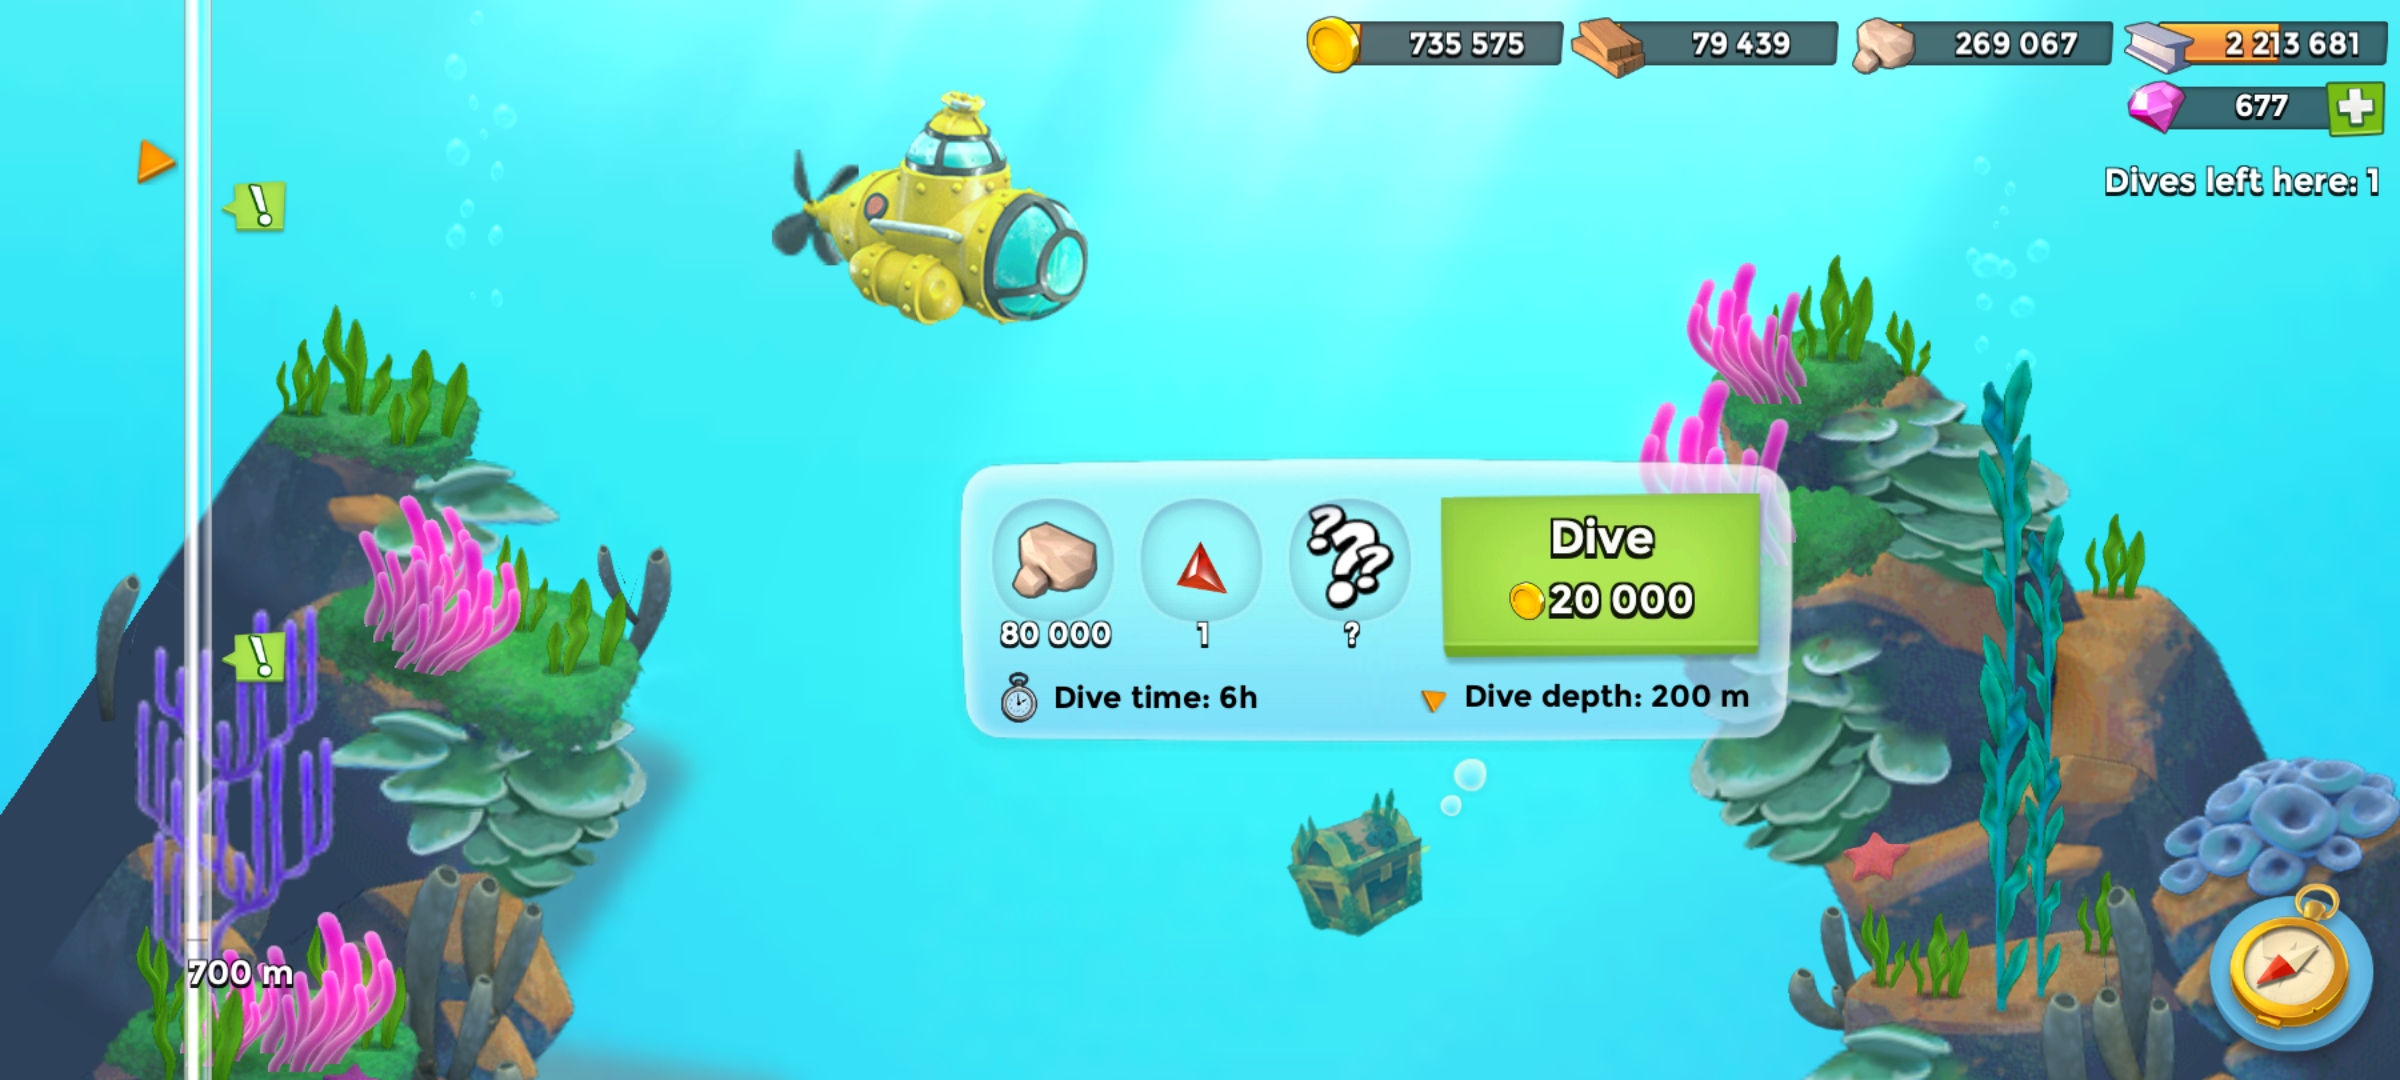 735 575
79 439
269 067
2 213 681
677
Dives left here: 1
!
???
Dive
20 000
80 000
1
?
!
Dive time: 6h
Dive depth: 200 m
700 m